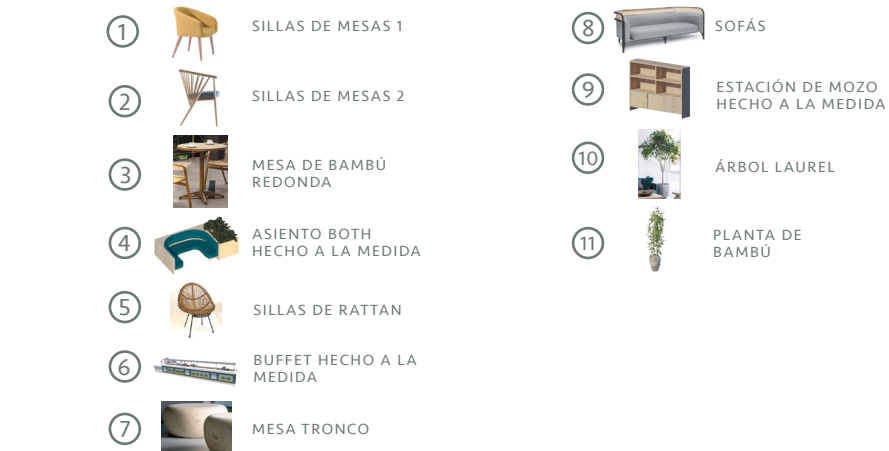 1
SILLAS DE MESAS 1
2
SILLAS DE MESAS 2
3
MESA DE BAMBÚ
REDONDA
4
ASIENTO BOTH
HECHO A LA MEDIDA
5
SILLAS DE RATTAN
6
BUFFET HECHO A LA
MEDIDA
7
MESA TRONCO
8
SOFÁS
9
ESTACIÓN DE MOZO
HECHO A LA MEDIDA
10
ÁRBOL LAUREL
11
PLANTA DE
BAMBÚ